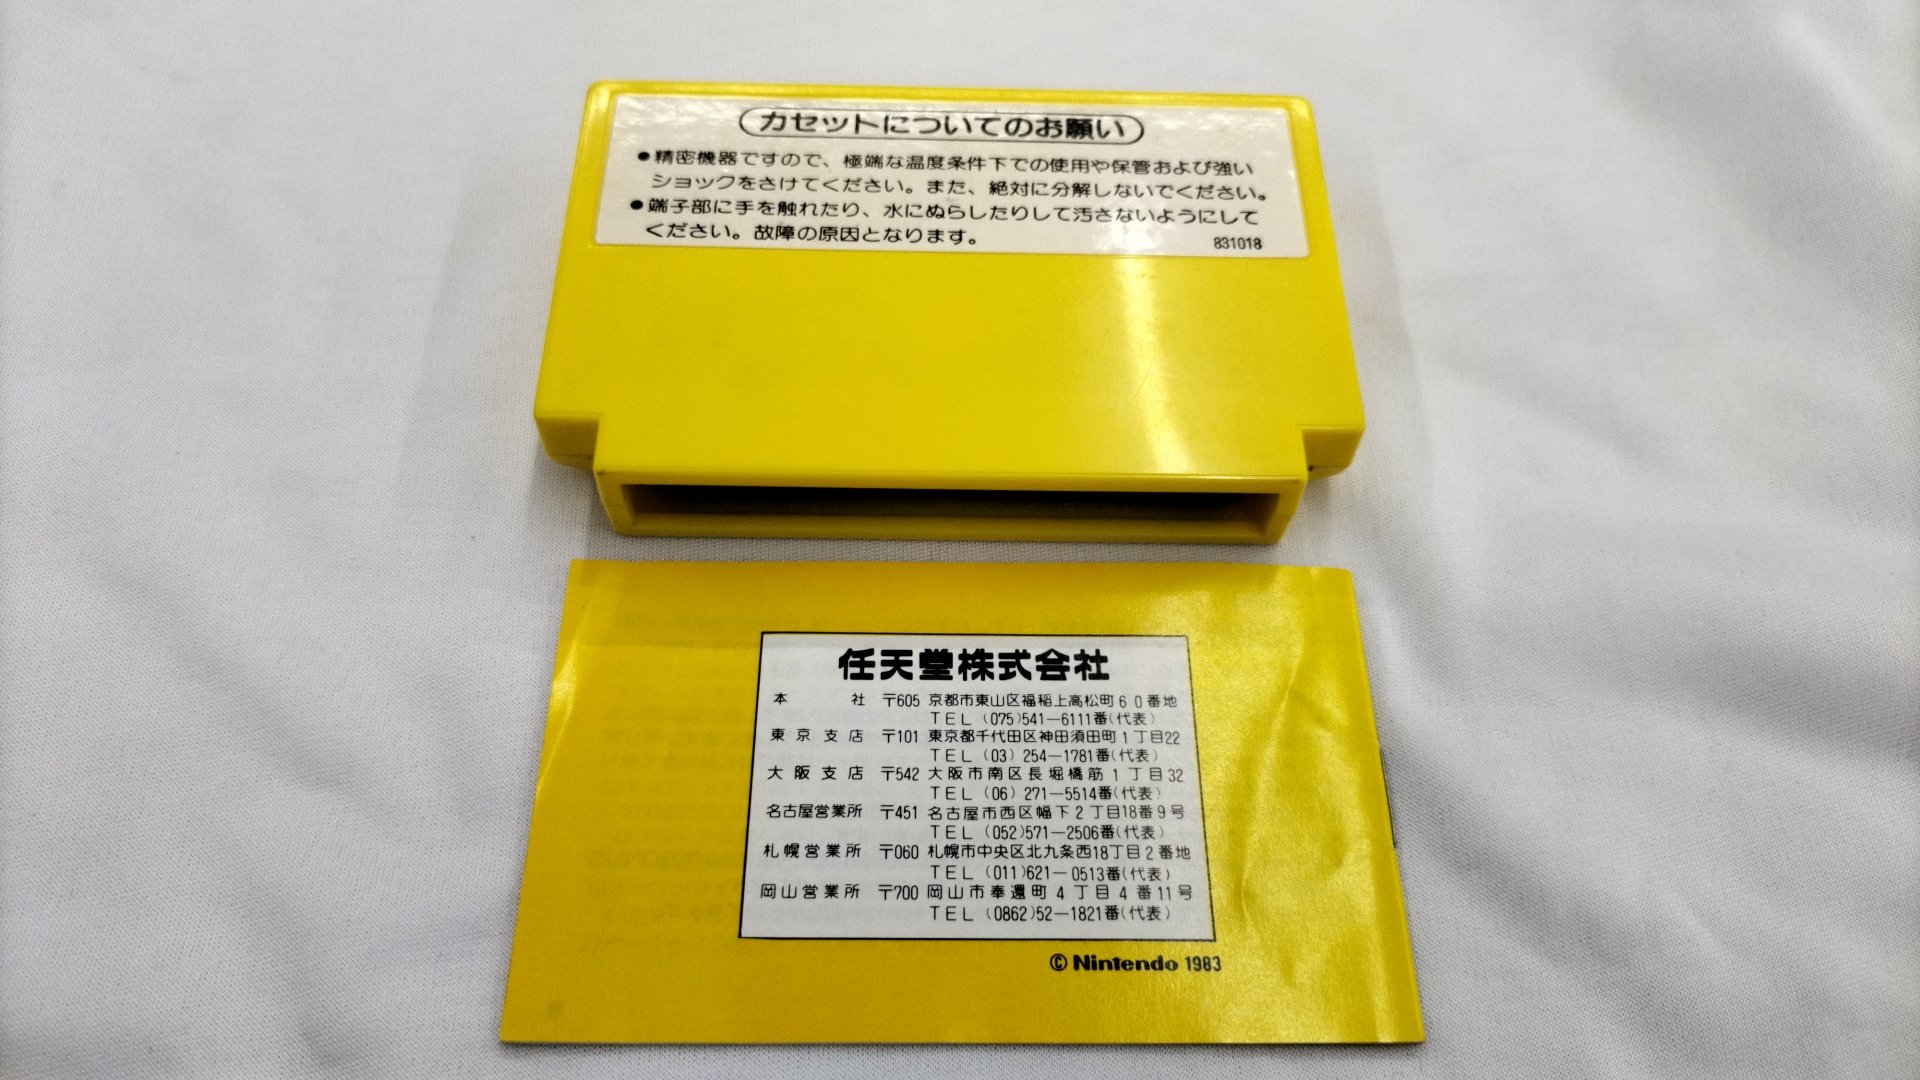 カセットについてのお願い
●精密機器ですので、極端な温度条件下での使用や保管および強い
ショックをさけてください。また、絶対に分解しないでください。
●端子部に手を触れたり、水にぬらしたりして汚さないようにして
ください。故障の原因となります。
831018
任天堂株式会社
本社 〒605 京都市東山区福稲上高松町60番地
TEL (075)541−6111番(代表)
東京支店 〒101 東京都千代田区神田須田町1丁目22
TEL (03) 254−1781番(代表)
大阪支店 〒542 大阪市南区長堀橋筋1丁目32
TEL (06) 271−5514番(代表)
名古屋営業所 〒451 名古屋市西区幅下2丁目18番9号
TEL (052)571−2506番(代表)
札幌営業所 〒060 札幌市中央区北九条西18丁目2番地
TEL (011)621−0513番(代表)
岡山営業所 〒700 岡山市奉還町4丁目4番11号
TEL (0862)52−1821番(代表)
© Nintendo 1983